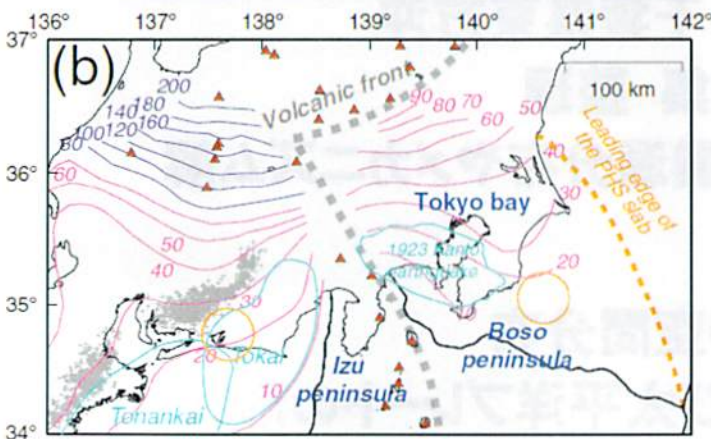 136° 137° 138° 139° 140° 141° 142°
37°
36°
35°
34°
(b)
100 km
Volcanic front
Leading edge of
the PHS slab
Tokyo bay
1923 Kanto
earthquake
Boso
peninsula
Izu
peninsula
Tokai
Tonankai
200
180
140
160
100
120
80
60
50
40
30
20
10
90
80
70
60
50
40
30
20
10